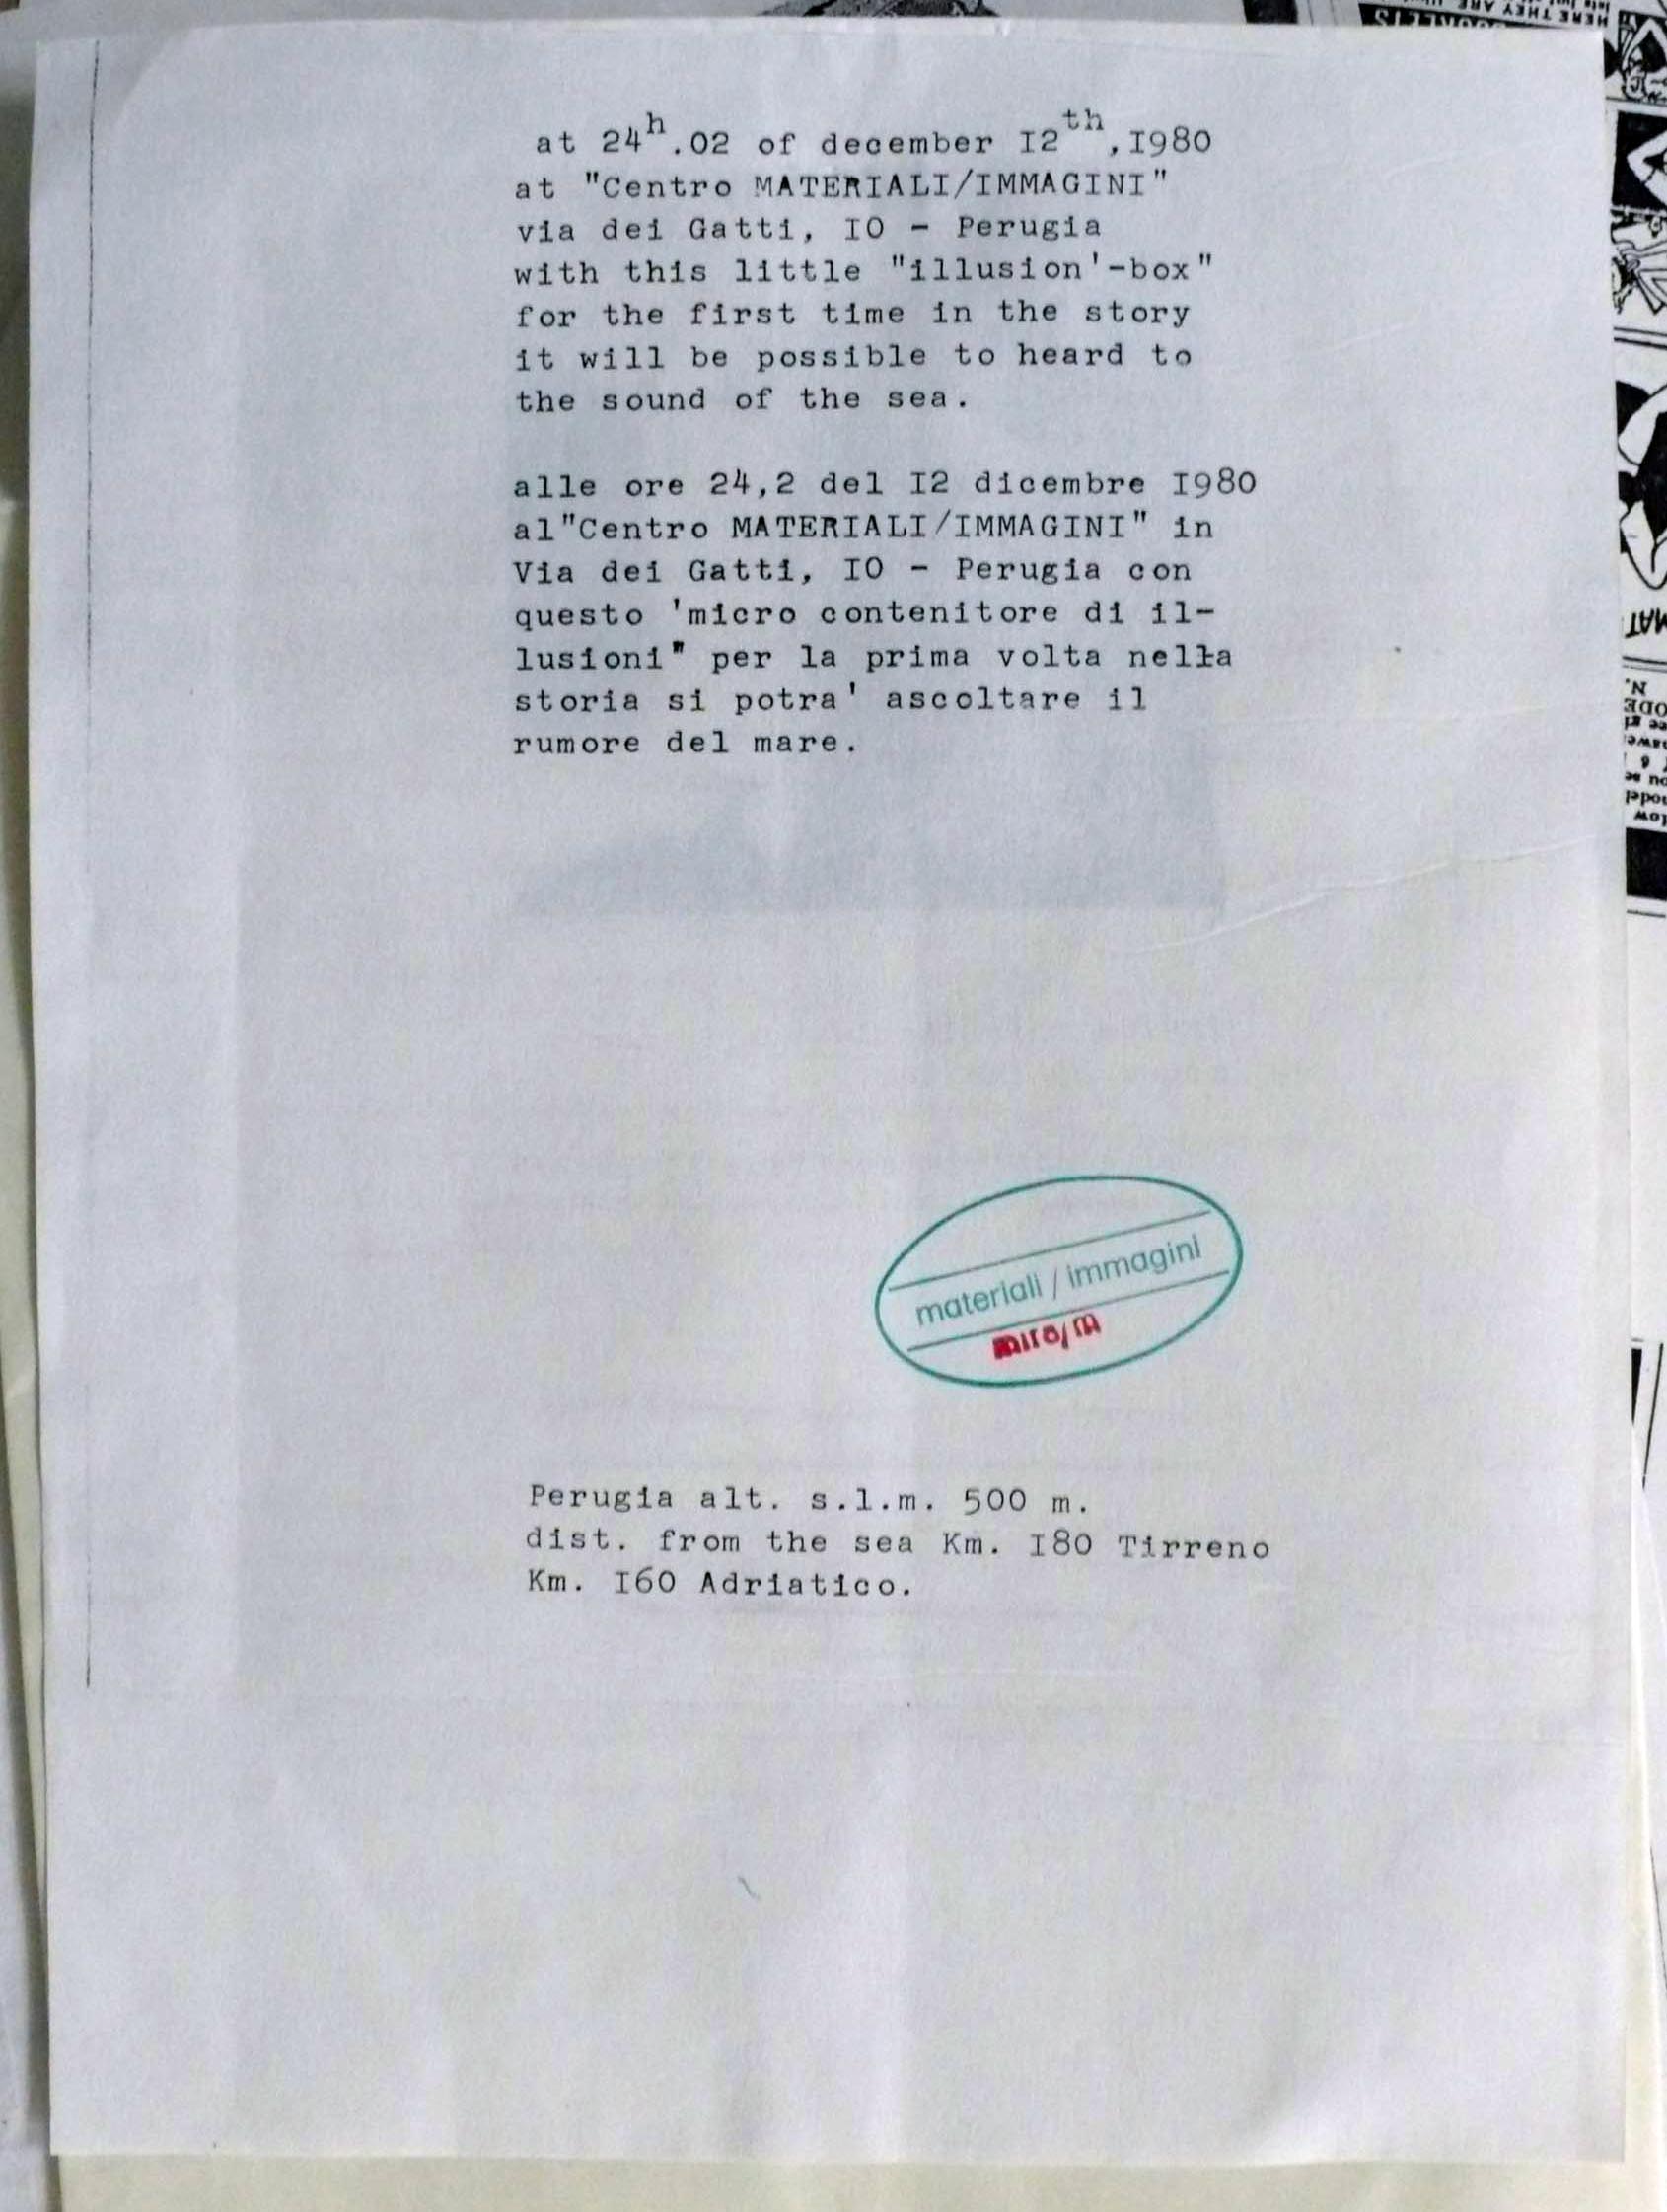 at 24h.02 of december I2th,I980
at "Centro MATERIALI/IMMAGINI"
via dei Gatti, IO - Perugia
with this little "illusion'-box"
for the first time in the story
it will be possible to heard to
the sound of the sea.
alle ore 24,2 del I2 dicembre I980
al"Centro MATERIALI/IMMAGINI" in
Via dei Gatti, IO - Perugia con
questo 'micro contenitore di il-
lusioni" per la prima volta nella
storia si potra' ascoltare il
rumore del mare.
materiali / immagini
Perugia alt. s.l.m. 500 m.
dist. from the sea Km. I80 Tirreno
Km. I60 Adriatico.
HERE THEY ARE